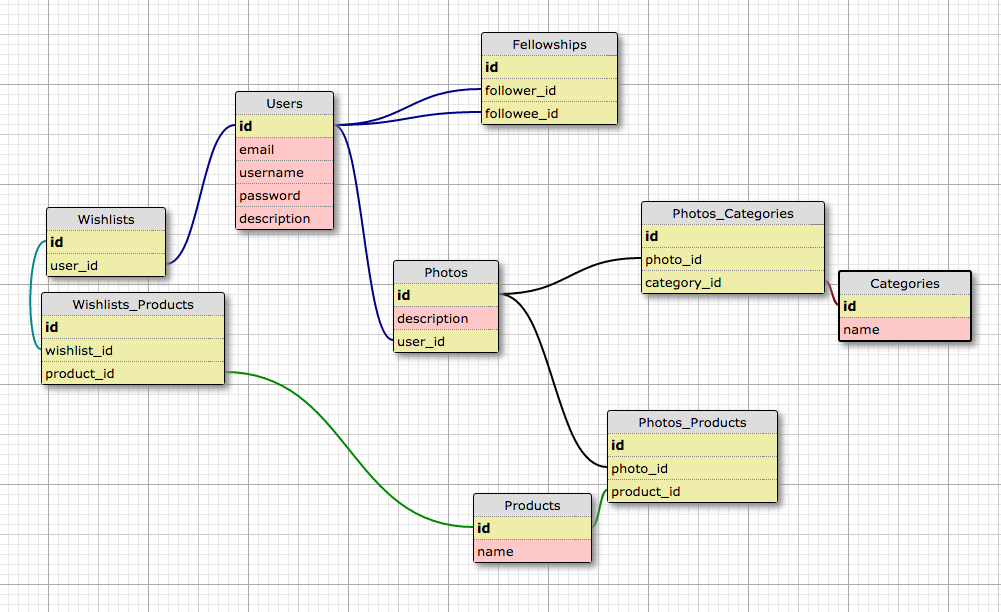 Fellowships
id
follower_id
followee_id
Users
id
email
username
password
description
Wishlists
id
user_id
Wishlists_Products
id
wishlist_id
product_id
Photos
id
description
user_id
Photos_Categories
id
photo_id
category_id
Categories
id
name
Photos_Products
id
photo_id
product_id
Products
id
name